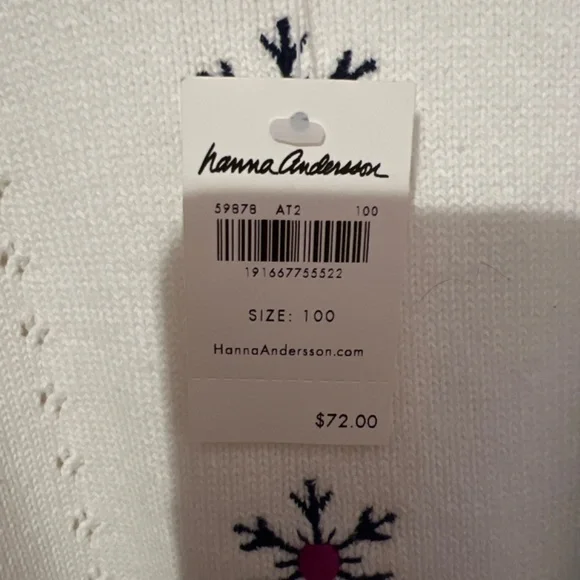 hanna Andersson
59878 AT2 100
191667755522
SIZE: 100
HannaAndersson.com
$72.00